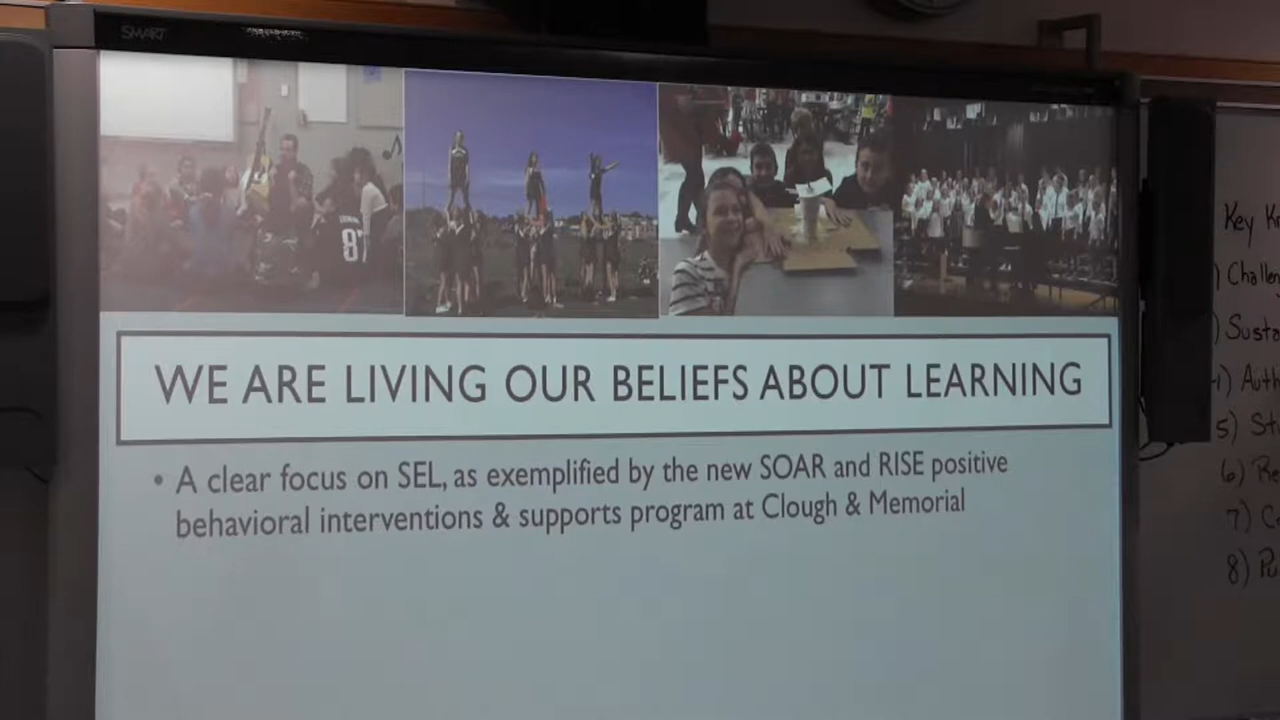 SMART
8
WE ARE LIVING OUR BELIEFS ABOUT LEARNING
• A clear focus on SEL, as exemplified by the new SOAR and RISE positive
behavioral interventions & supports program at Clough & Memorial
Key
5)
6)
7)
8)